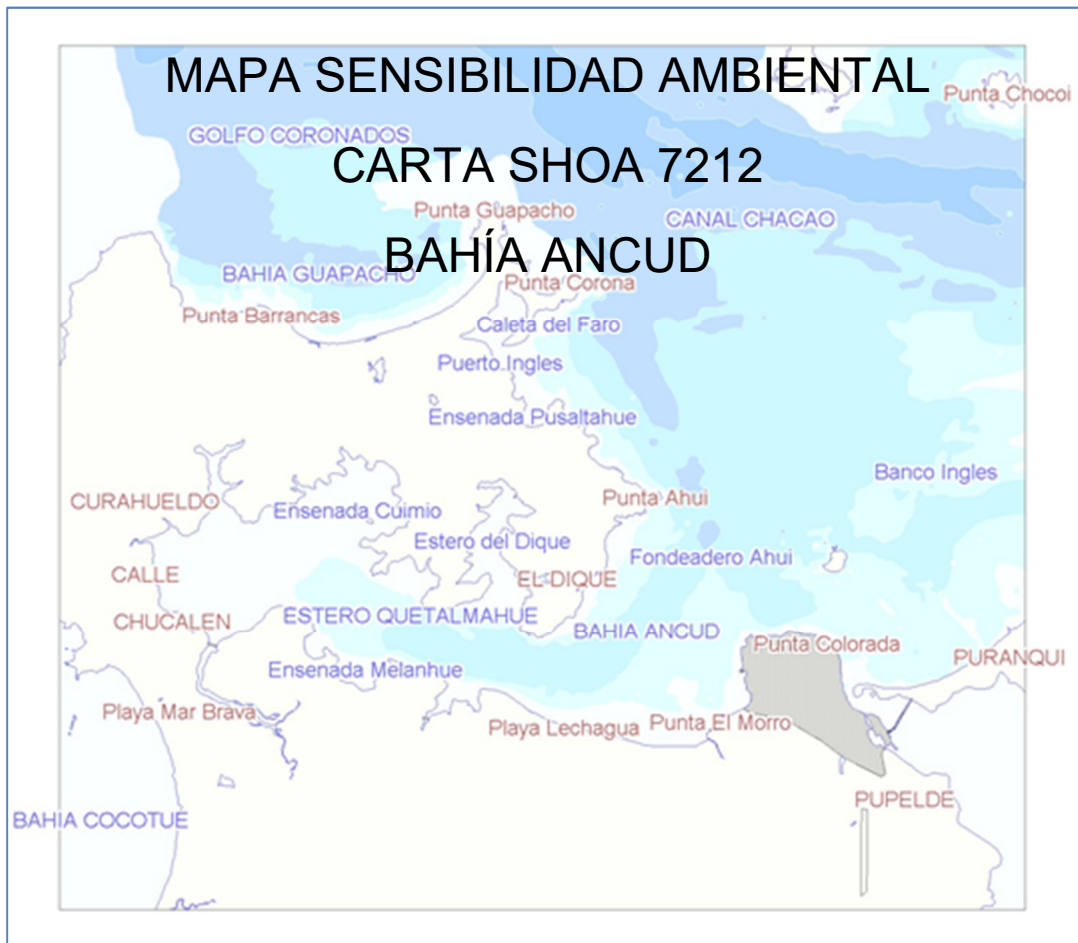 MAPA SENSIBILIDAD AMBIENTAL
Punta Chocoi
GOLFO CORONADOS
CARTA SHOA 7212
Punta Guapacho
CANAL CHACAO
BAHÍA ANCUD
BAHIA GUAPACHO
Punta Corona
Punta Barrancas
Caleta del Faro
Puerto Ingles
Ensenada Pusaltahue
Banco Ingles
CURAHUELDO
Ensenada Cuimio
Punta Ahui
Estero del Dique
Fondeadero Ahui
CALLE
EL DIQUE
CHUCALEN
ESTERO QUETALMAHUE
BAHIA ANCUD
Punta Colorada
PURANQUI
Ensenada Melanhue
Playa Mar Brava
Playa Lechagua
Punta El Morro
PUPELDE
BAHIA COCOTUE